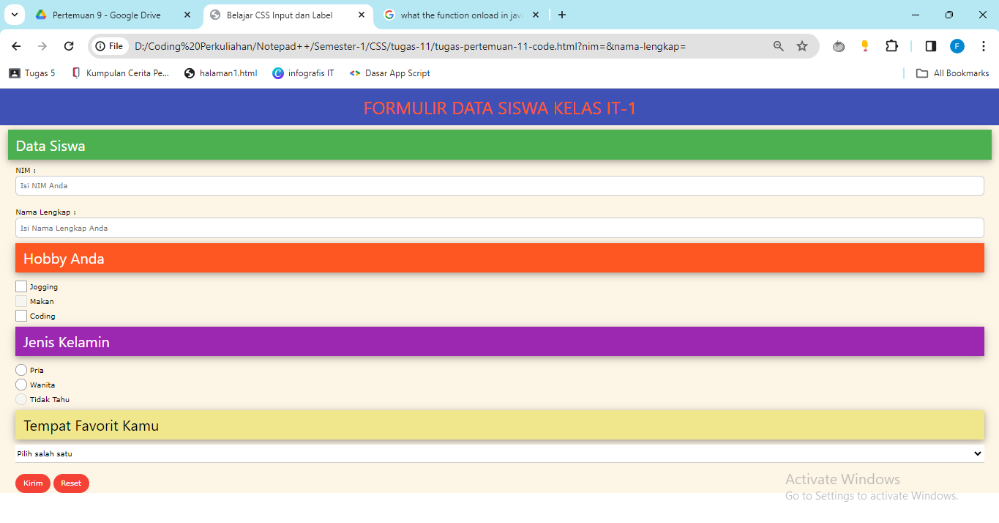 Pertemuan 9 - Google Drive
Belajar CSS Input dan Label
what the function onload in jav
File
D:/Coding%20Perkuliahan/Notepad++/Semester-1/CSS/tugas-11/tugas-pertemuan-11-code.html?nim=&nama-lengkap=
F
Tugas 5
Kumpulan Cerita Pe...
halaman1.html
infografis IT
Dasar App Script
All Bookmarks
FORMULIR DATA SISWA KELAS IT-1
Data Siswa
NIM :
Isi NIM Anda
Nama Lengkap :
Isi Nama Lengkap Anda
Hobby Anda
Jogging
Makan
Coding
Jenis Kelamin
Pria
Wanita
Tidak Tahu
Tempat Favorit Kamu
Pilih salah satu
Kirim Reset
Activate Windows
Go to Settings to activate Windows.